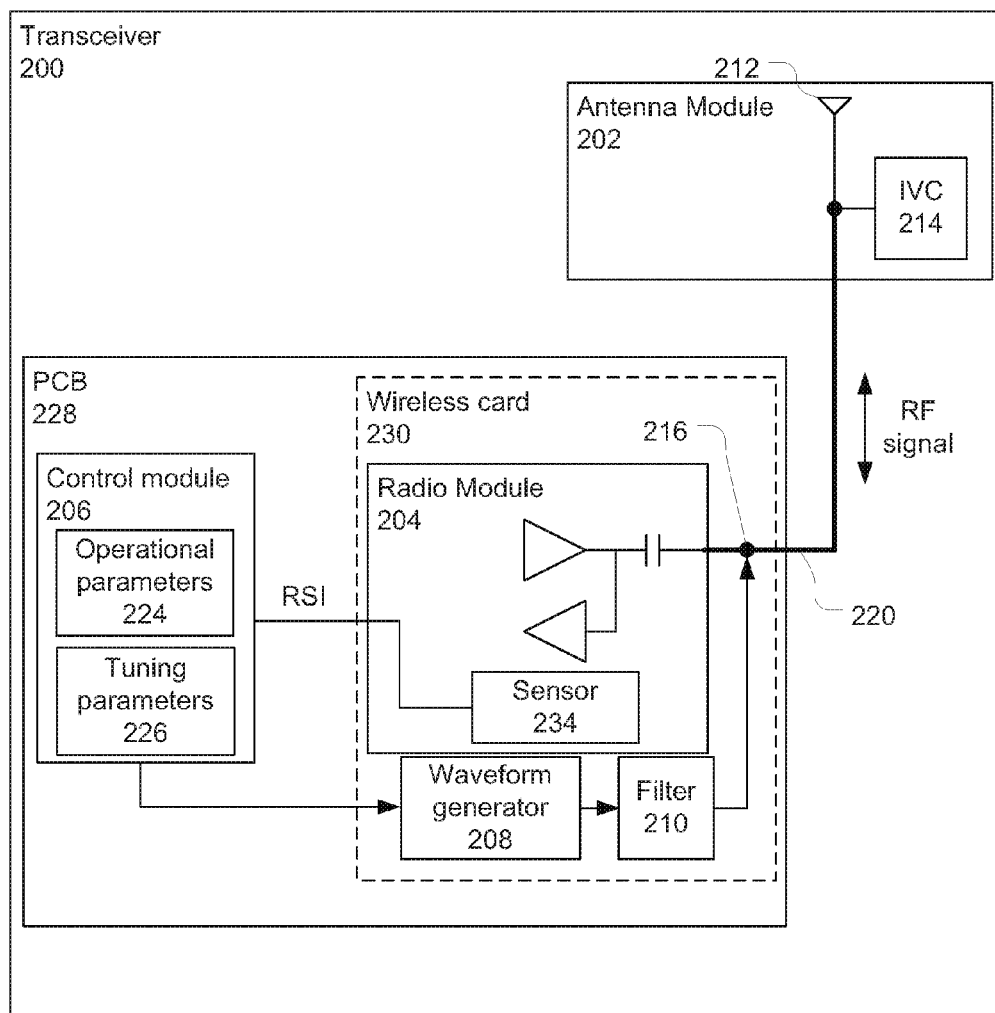 Transceiver
200
212
Antenna Module
202
IVC
214
PCB
228
Wireless card
230
216
RF
signal
Control module
206
Radio Module
204
Operational
parameters
224
RSI
220
Tuning
parameters
226
Sensor
234
Waveform
generator
208
Filter
210